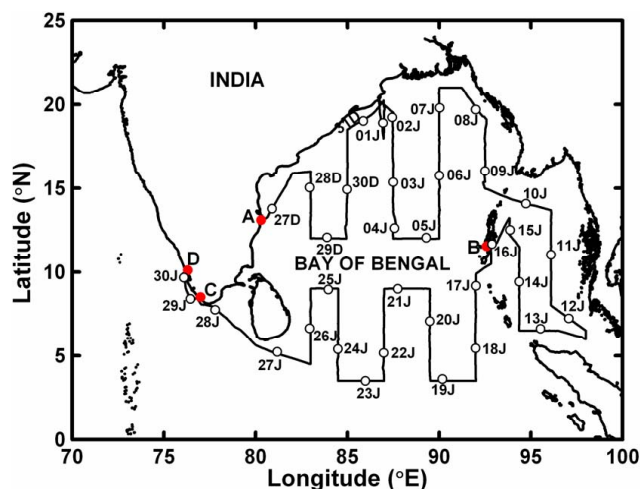 25
20
15
10
5
0
Latitude (°N)
70 75 80 85 90 95 100
Longitude (°E)
INDIA
BAY OF BENGAL
A
B
C
D
27D
28D
29D
30D
01J
02J
03J
04J
05J
06J
07J
08J
09J
10J
11J
12J
13J
14J
15J
16J
17J
18J
19J
20J
21J
22J
23J
24J
25J
26J
27J
28J
29J
30J